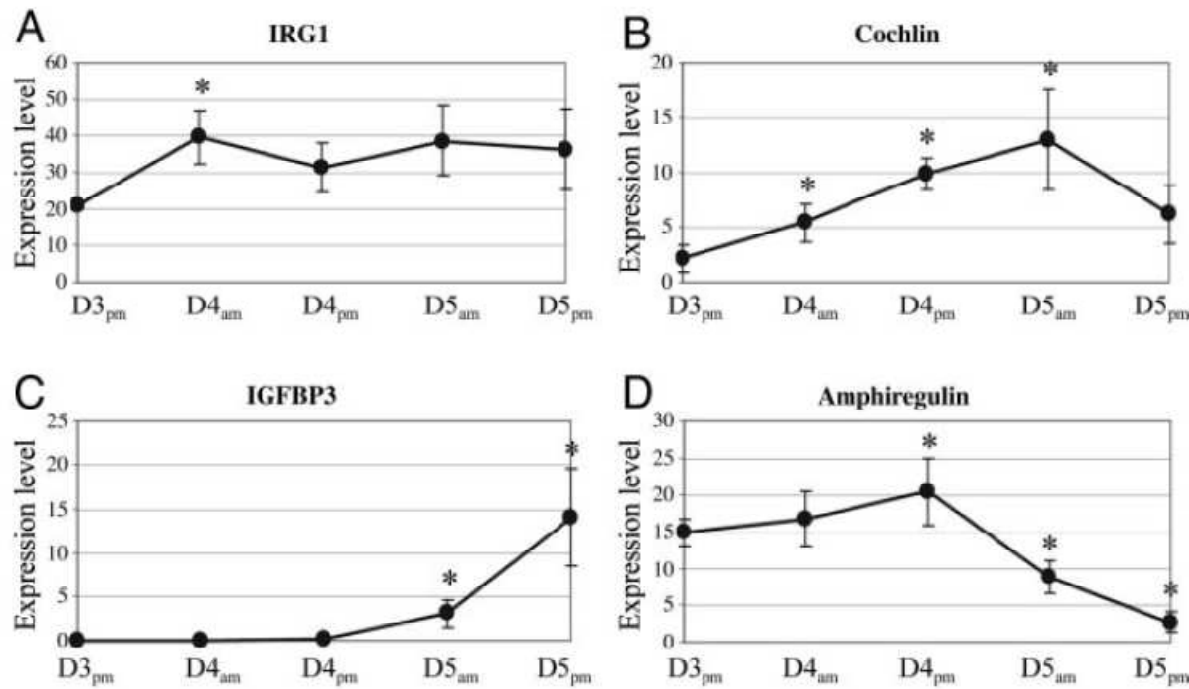 A
IRG1
Expression level
60
50
40
30
20
10
0
D3pm D4am D4pm D5am D5pm
*
B
Cochlin
Expression level
20
15
10
5
0
D3pm D4am D4pm D5am D5pm
* * *
C
IGFBP3
Expression level
25
20
15
10
5
0
D3pm D4am D4pm D5am D5pm
* *
D
Amphiregulin
Expression level
30
25
20
15
10
5
0
D3pm D4am D4pm D5am D5pm
* * *